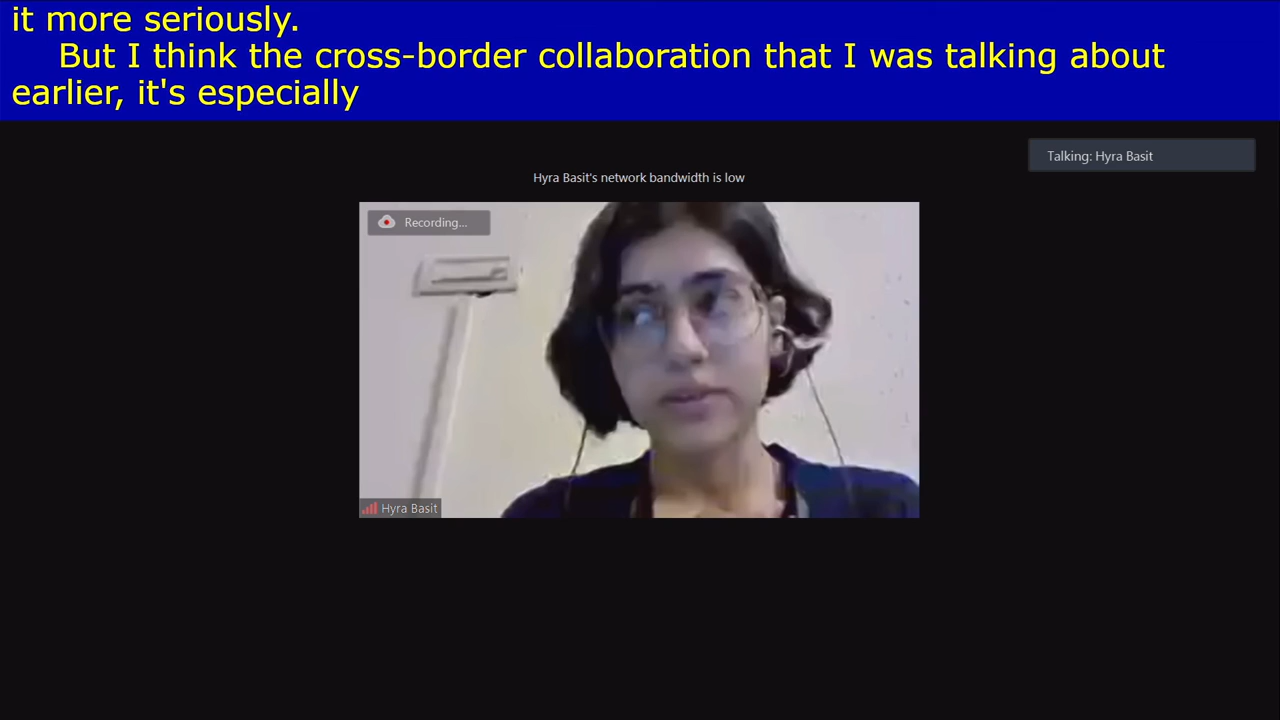 it more seriously.
But I think the cross-border collaboration that I was talking about
earlier, it's especially
Talking: Hyra Basit
Hyra Basit's network bandwidth is low
Recording...
Hyra Basit